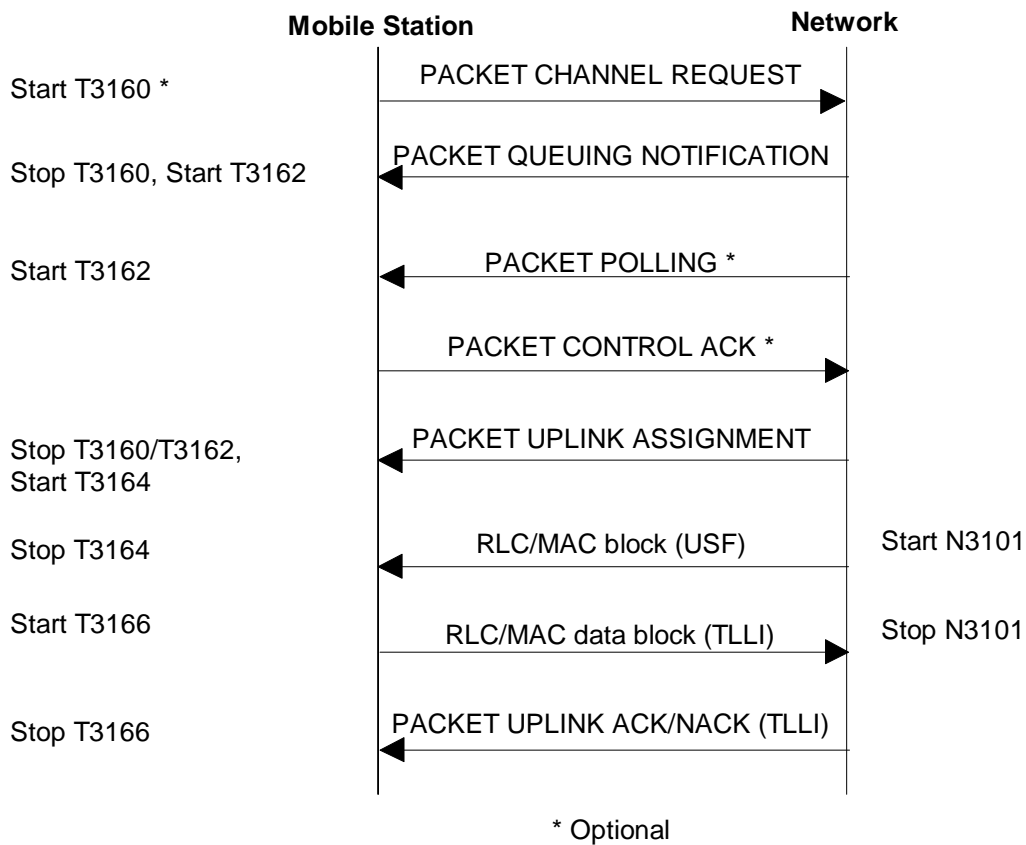 Mobile Station
Network
Start T3160 *
PACKET CHANNEL REQUEST
Stop T3160, Start T3162
PACKET QUEUING NOTIFICATION
Start T3162
PACKET POLLING *
PACKET CONTROL ACK *
Stop T3160/T3162,
Start T3164
PACKET UPLINK ASSIGNMENT
Stop T3164
RLC/MAC block (USF)
Start N3101
Start T3166
RLC/MAC data block (TLLI)
Stop N3101
Stop T3166
PACKET UPLINK ACK/NACK (TLLI)
* Optional